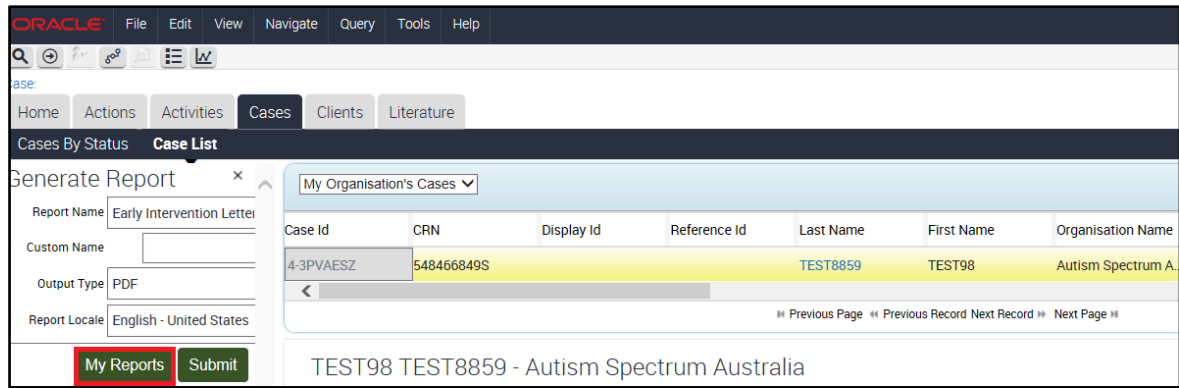 ORACLE File Edit View Navigate Query Tools Help
Case:
Home Actions Activities Cases Clients Literature
Cases By Status Case List
Generate Report ×
My Organisation's Cases
Report Name Early Intervention Letter
Case Id CRN Display Id Reference Id Last Name First Name Organisation Name
Custom Name
4-3PVAESZ 548466849S TEST8859 TEST98 Autism Spectrum A..
Output Type PDF
Report Locale English - United States
Previous Page Previous Record Next Record Next Page
My Reports Submit
TEST98 TEST8859 - Autism Spectrum Australia